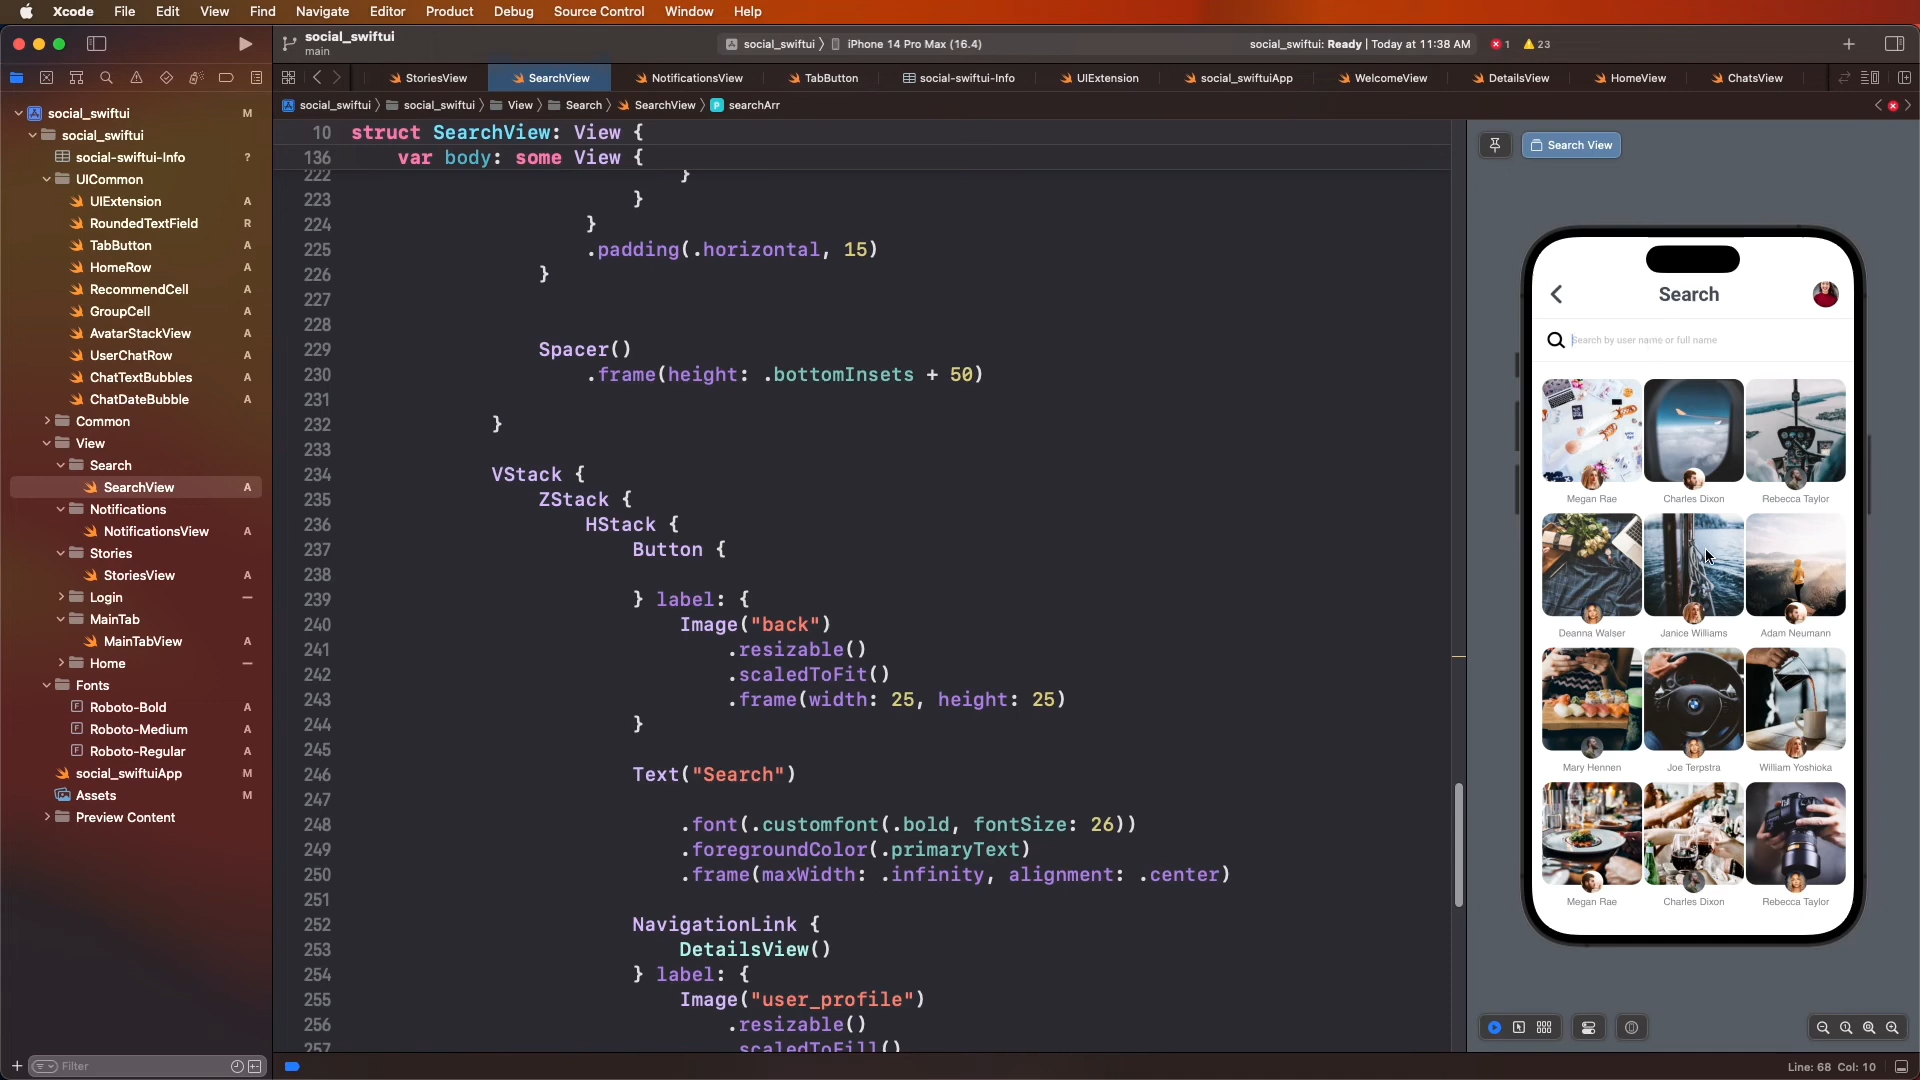 Xcode File Edit View Find Navigate Editor Product Debug Source Control Window Help
social_swiftui
main
social_swiftui
iPhone 14 Pro Max (16.4)
social_swiftui: Ready | Today at 11:38 AM
1
23
StoriesView
SearchView
NotificationsView
TabButton
social-swiftui-Info
UIExtension
social_swiftuiApp
WelcomeView
DetailsView
HomeView
ChatsView
social_swiftui
social_swiftui
View
Search
SearchView
searchArr
social_swiftui M
social_swiftui
social-swiftui-Info ?
UICommon
UIExtension A
RoundedTextField R
TabButton A
HomeRow A
RecommendCell A
GroupCell A
AvatarStackView A
UserChatRow A
ChatTextBubbles A
ChatDateBubble A
Common
View
Search
SearchView A
Notifications
NotificationsView A
Stories
StoriesView A
Login
MainTab
MainTabView A
Home
Fonts
Roboto-Bold A
Roboto-Medium A
Roboto-Regular A
social_swiftuiApp M
Assets M
Preview Content
Filter
10 struct SearchView: View {
136 var body: some View {
222 }
223 }
224 }
225 .padding(.horizontal, 15)
226 }
227
228
229 Spacer()
230 .frame(height: .bottomInsets + 50)
231
232 }
233
234 VStack {
235 ZStack {
236 HStack {
237 Button {
238
239 } label: {
240 Image("back")
241 .resizable()
242 .scaledToFit()
243 .frame(width: 25, height: 25)
244 }
245
246 Text("Search")
247
248 .font(.customfont(.bold, fontSize: 26))
249 .foregroundColor(.primaryText)
250 .frame(maxWidth: .infinity, alignment: .center)
251
252 NavigationLink {
253 DetailsView()
254 } label: {
255 Image("user_profile")
256 .resizable()
257 .scaledToFill()
Search View
Search
Search by user name or full name
Megan Rae Charles Dixon Rebecca Taylor
Deanna Walser Janice Williams Adam Neumann
Mary Hennen Joe Terpstra William Yoshioka
Megan Rae Charles Dixon Rebecca Taylor
Line: 68 Col: 10